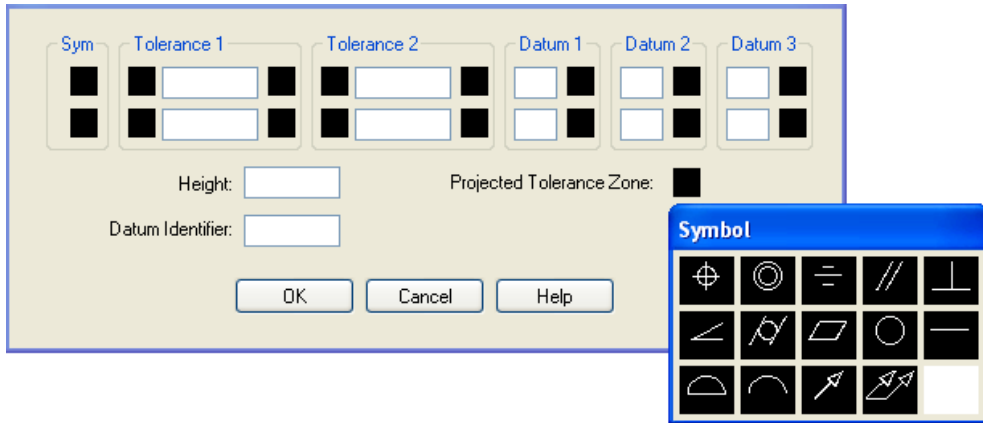 Sym Tolerance 1 Tolerance 2 Datum 1 Datum 2 Datum 3
Height: Projected Tolerance Zone:
Datum Identifier:
Symbol
OK Cancel Help